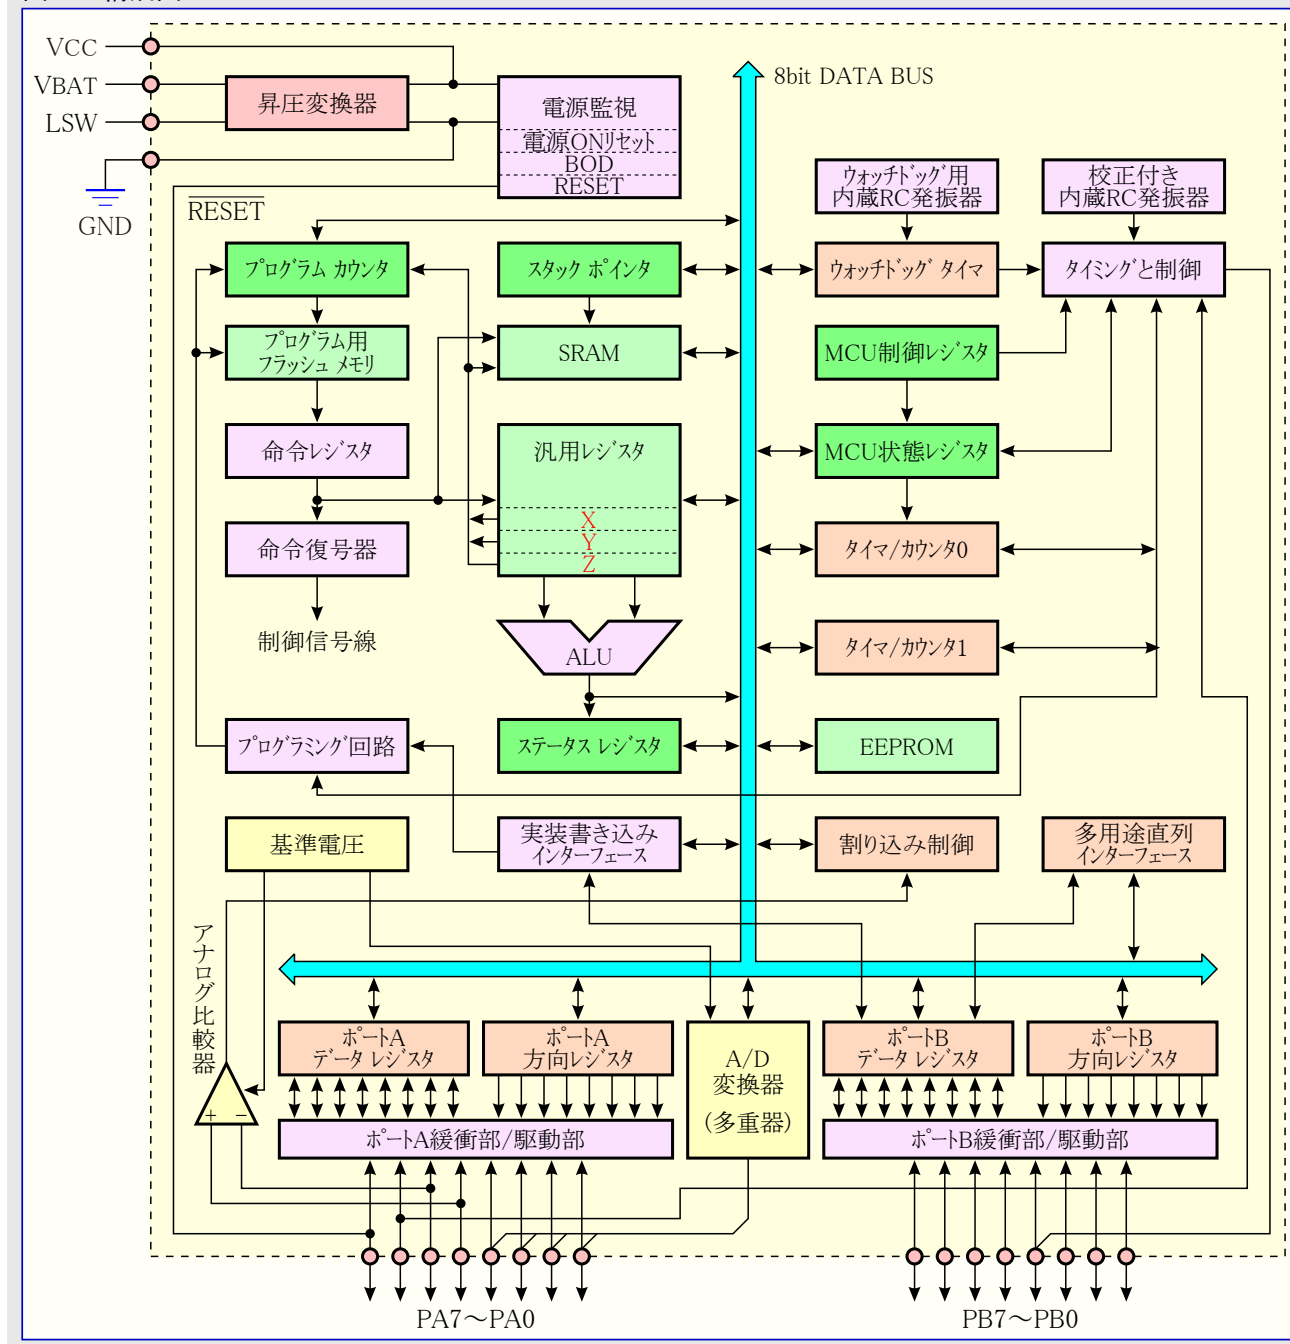 VCC
VBAT
LSW
GND
昇圧変換器
電源監視
電源ONリセット
BOD
RESET
RESET
8bit DATA BUS
ウォッチドッグ用
内蔵RC発振器
校正付き
内蔵RC発振器
プログラム カウンタ
スタック ポインタ
ウォッチドッグ タイマ
タイミングと制御
プログラム用
フラッシュ メモリ
SRAM
MCU制御レジスタ
命令レジスタ
汎用レジスタ
X
Y
Z
MCU状態レジスタ
命令復号器
タイマ/カウンタ0
制御信号線
ALU
タイマ/カウンタ1
プログラミング回路
ステータス レジスタ
EEPROM
基準電圧
実装書き込み
インターフェース
割り込み制御
多用途直列
インターフェース
アナログ比較器
+ −
ポートA
データ レジスタ
ポートA
方向レジスタ
A/D
変換器
(多重器)
ポートB
データ レジスタ
ポートB
方向レジスタ
ポートA緩衝部/駆動部
ポートB緩衝部/駆動部
PA7～PA0
PB7～PB0